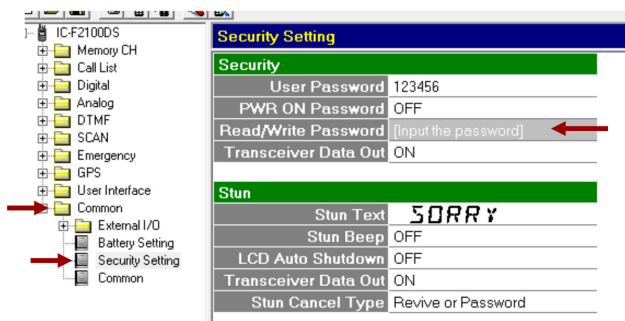 IC-F2100DS
Memory CH
Call List
Digital
Analog
DTMF
SCAN
Emergency
GPS
User Interface
Common
External I/O
Battery Setting
Security Setting
Common
Security Setting
Security
User Password 123456
PWR ON Password OFF
Read/Write Password [Input the password]
Transceiver Data Out ON
Stun
Stun Text SORRY
Stun Beep OFF
LCD Auto Shutdown OFF
Transceiver Data Out ON
Stun Cancel Type Revive or Password